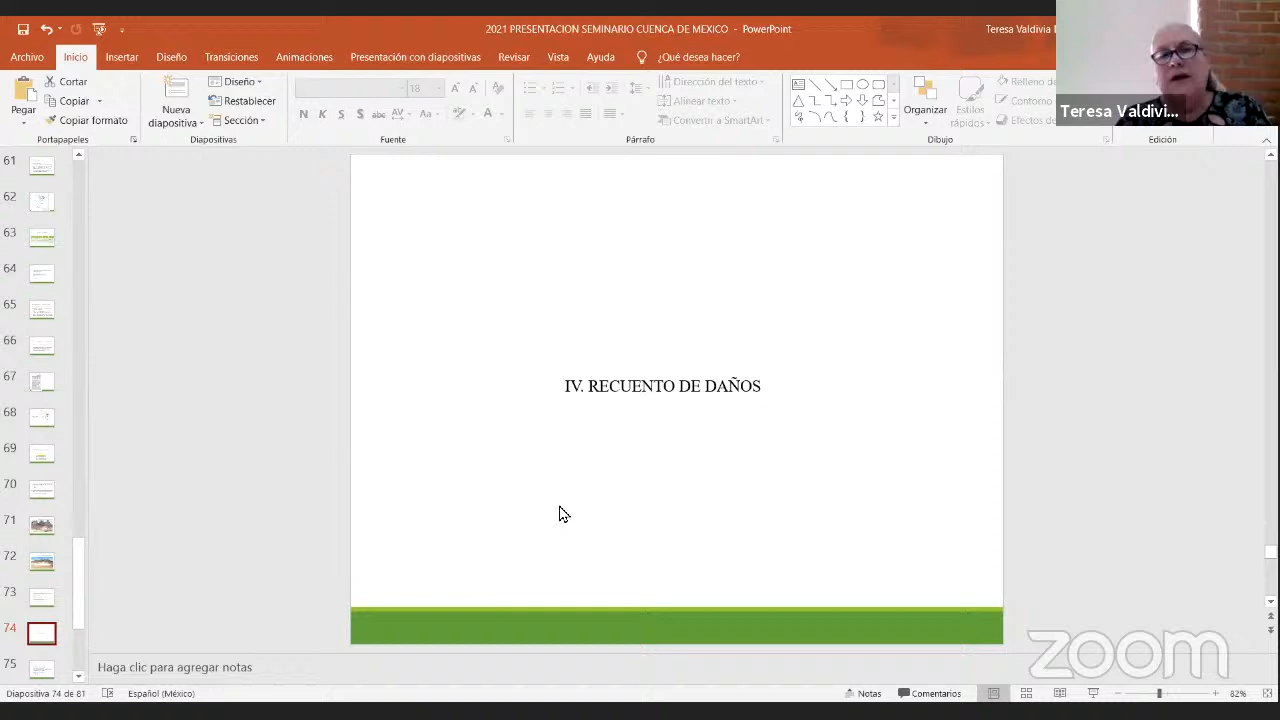 2021 PRESENTACION SEMINARIO CUENCA DE MEXICO - PowerPoint
Teresa Valdivia
Archivo Inicio Insertar Diseño Transiciones Animaciones Presentación con diapositivas Revisar Vista Ayuda ¿Qué desea hacer?
Pegar
Cortar
Copiar
Copiar formato
Portapapeles
Nueva diapositiva
Diseño
Restablecer
Sección
Diapositivas
18
N K S S abc AV Aa A
Fuente
Dirección del texto
Alinear texto
Convertir a SmartArt
Párrafo
Organizar
Estilos rápidos
Relleno
Contorno
Efectos
Dibujo
Edición
Teresa Valdivi...
61
62
63
64
65
66
67
68
69
70
71
72
73
74
75
IV. RECUENTO DE DAÑOS
Haga clic para agregar notas
zoom
Diapositiva 74 de 81 Español (México) Notas Comentarios 82%